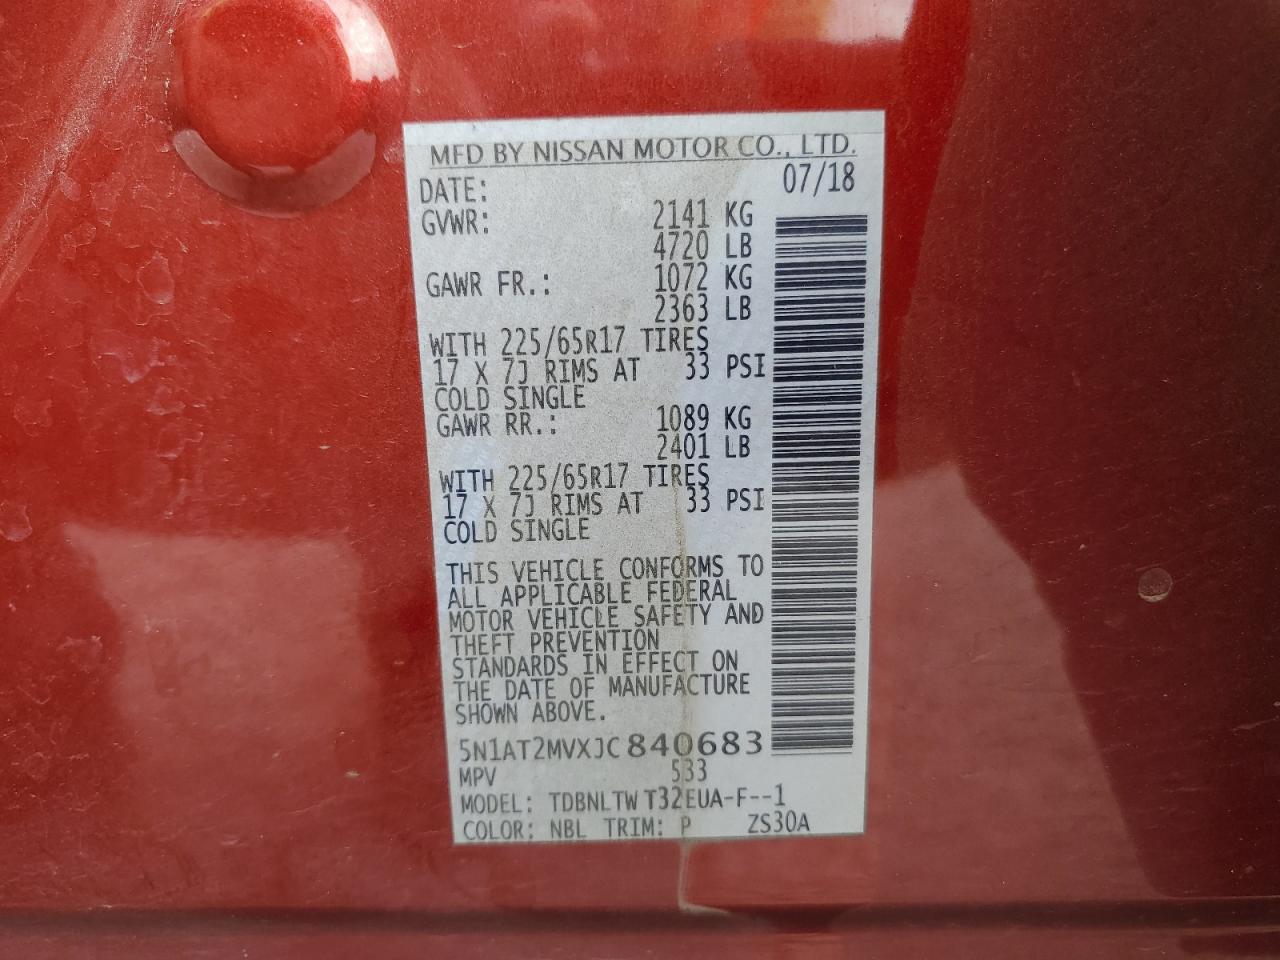 MFD BY NISSAN MOTOR CO., LTD.
DATE: 07/18
GVWR: 2141 KG
4720 LB
GAWR FR.: 1072 KG
2363 LB
WITH 225/65R17 TIRES
17 X 7J RIMS AT 33 PSI
COLD SINGLE
GAWR RR.: 1089 KG
2401 LB
WITH 225/65R17 TIRES
17 X 7J RIMS AT 33 PSI
COLD SINGLE
THIS VEHICLE CONFORMS TO
ALL APPLICABLE FEDERAL
MOTOR VEHICLE SAFETY AND
THEFT PREVENTION
STANDARDS IN EFFECT ON
THE DATE OF MANUFACTURE
SHOWN ABOVE.
5N1AT2MVXJC840683
MPV 533
MODEL: TDBNLTW T32EUA-F--1
COLOR: NBL TRIM: P ZS30A